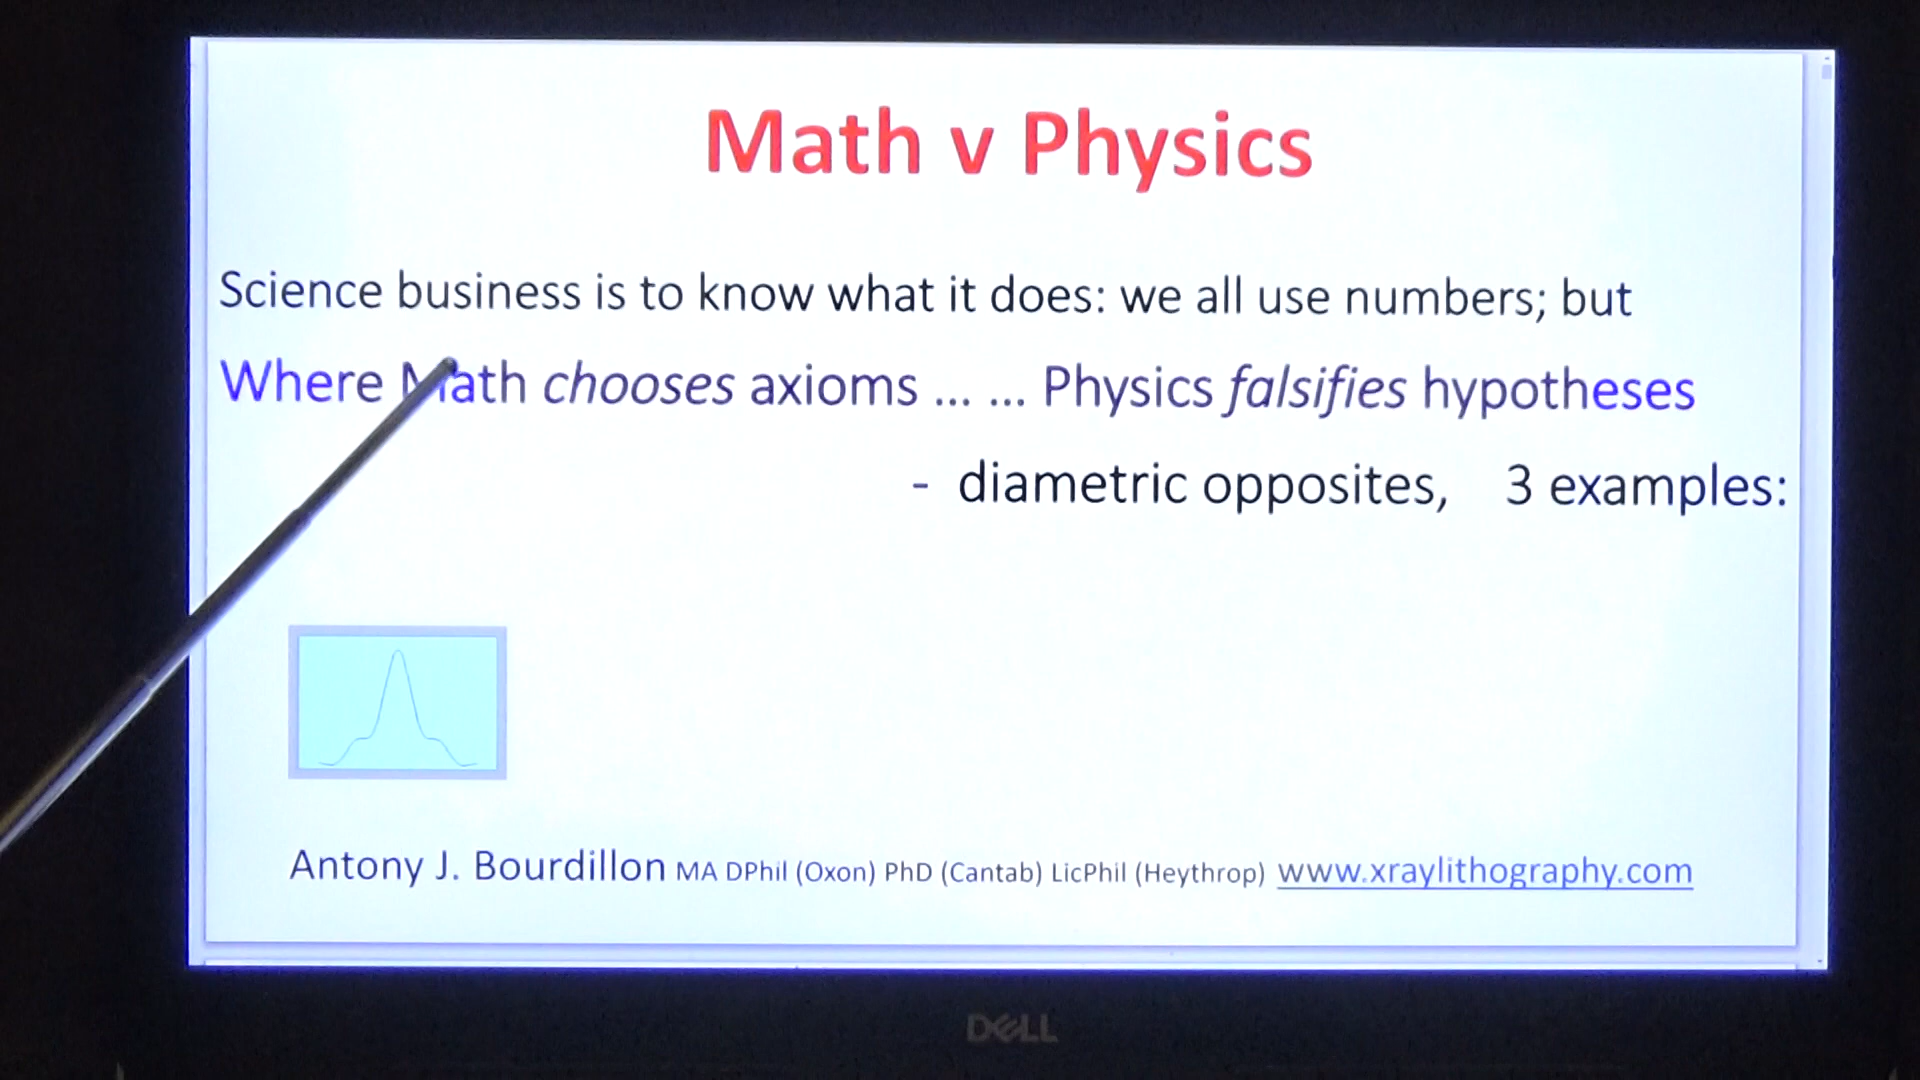 Math v Physics
Science business is to know what it does: we all use numbers; but
Where Math chooses axioms ... ... Physics falsifies hypotheses
- diametric opposites, 3 examples:
Antony J. Bourdillon MA DPhil (Oxon) PhD (Cantab) LicPhil (Heythrop) www.xraylithography.com
DELL